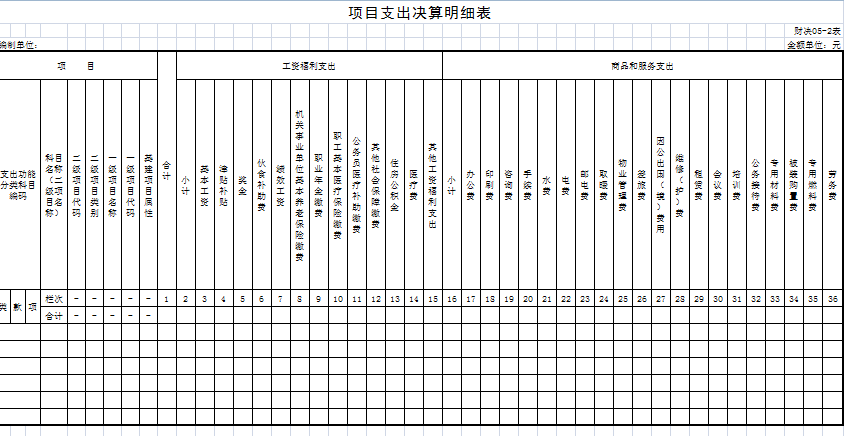 项目支出决算明细表
财决05-2表
编制单位:
金额单位:元
项 目
工资福利支出
商品和服务支出
支出功能分类科目编码
科目名称(二级项目名称)
二级项目代码
二级项目类别
一级项目名称
一级项目代码
基建项目属性
合计
小计
基本工资
津贴补贴
奖金
伙食补助费
绩效工资
机关事业单位基本养老保险缴费
职业年金缴费
职工基本医疗保险缴费
公务员医疗补助缴费
其他社会保障缴费
住房公积金
医疗费
其他工资福利支出
小计
办公费
印刷费
咨询费
手续费
水费
电费
邮电费
取暖费
物业管理费
差旅费
因公出国(境)费用
维修(护)费
租赁费
会议费
培训费
公务接待费
专用材料费
被装购置费
专用燃料费
劳务费
类 款 项 栏次 - - - - - 1 2 3 4 5 6 7 8 9 10 11 12 13 14 15 16 17 18 19 20 21 22 23 24 25 26 27 28 29 30 31 32 33 34 35 36
合计 - - - - -